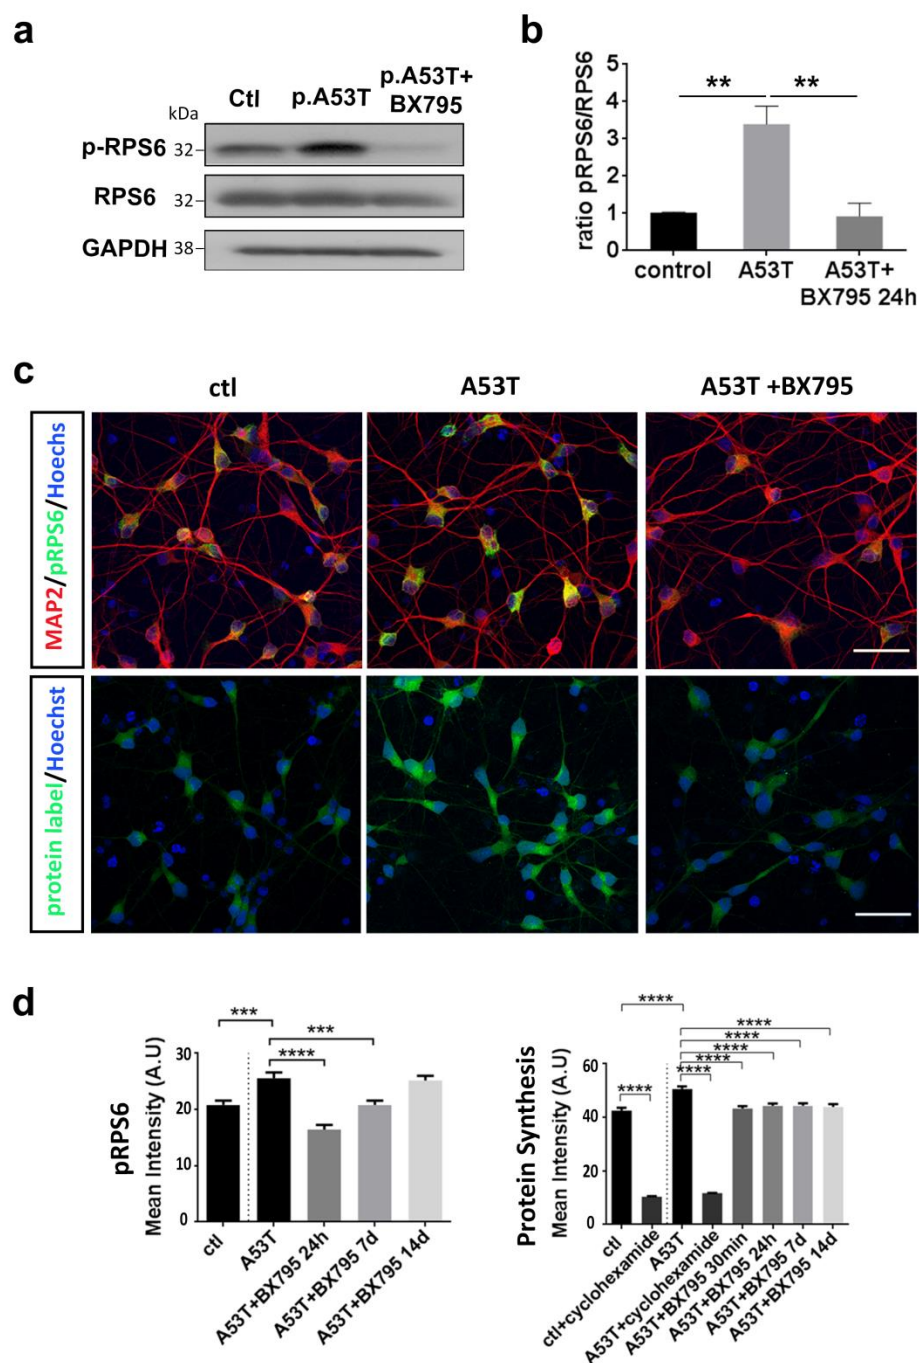 a
kDa
Ctl
p.A53T
p.A53T+
BX795
p-RPS6
32
RPS6
32
GAPDH
38
b
ratio pRPS6/RPS6
5
4
3
2
1
0
**
**
control
A53T
A53T+
BX795 24h
c
ctl
A53T
A53T +BX795
MAP2/pRPS6/Hoechs
protein label/Hoechst
d
pRPS6
Mean Intensity (A.U)
30
20
10
0
***
***
****
ctl
A53T
A53T+BX795 24h
A53T+BX795 7d
A53T+BX795 14d
Protein Synthesis
Mean Intensity (A.U)
60
40
20
0
****
****
****
****
****
****
****
ctl
ctl+cyclohexamide
A53T
A53T+cyclohexamide
A53T+BX795 30min
A53T+BX795 24h
A53T+BX795 7d
A53T+BX795 14d